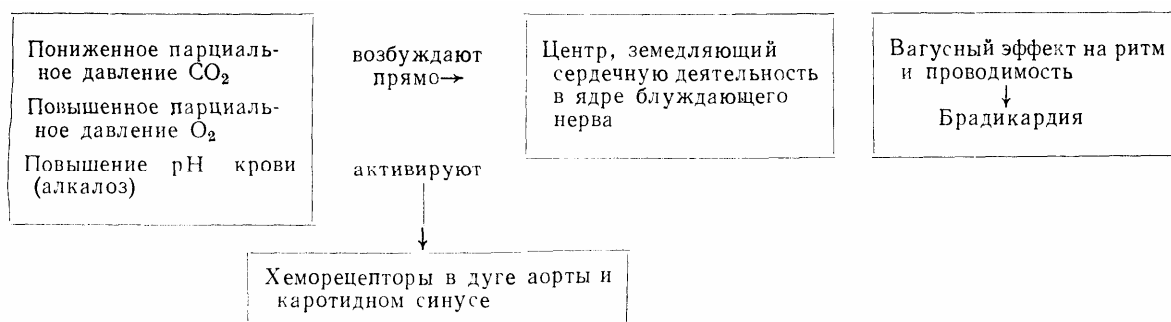 Пониженное парциаль-
ное давление CO₂
Повышенное парциаль-
ное давление O₂
Повышение pH крови
(алкалоз)
возбуждают
прямо→
активируют
↓
Центр, земедляющий
сердечную деятельность
в ядре блуждающего
нерва
Вагусный эффект на ритм
и проводимость
↓
Брадикардия
Хеморецепторы в дуге аорты и
каротидном синусе